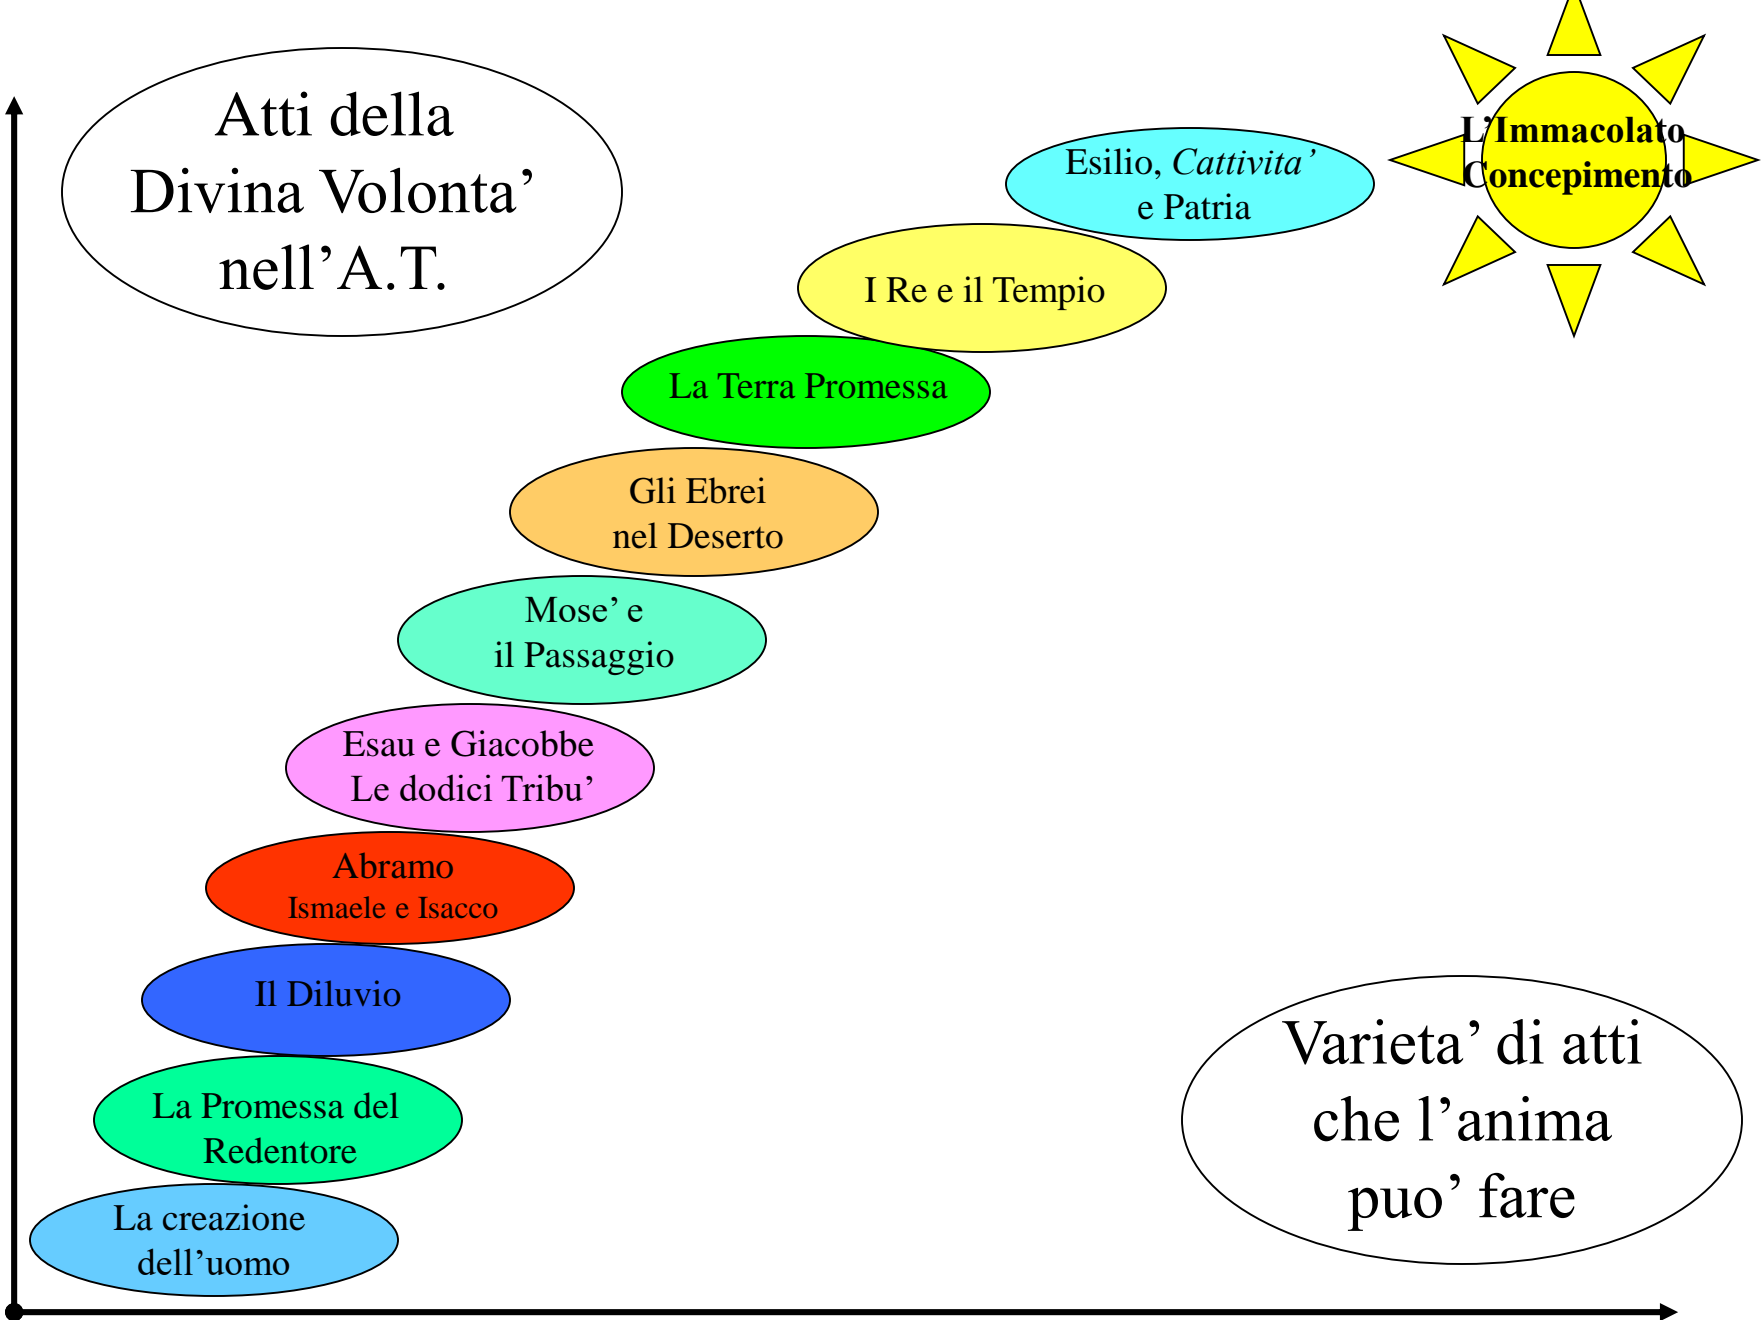 Atti della
Divina Volonta’
nell’A.T.
L’Immacolato
Concepimento
Esilio, Cattivita’
e Patria
I Re e il Tempio
La Terra Promessa
Gli Ebrei
nel Deserto
Mose’ e
il Passaggio
Esau e Giacobbe
Le dodici Tribu’
Abramo
Ismaele e Isacco
Il Diluvio
La Promessa del
Redentore
La creazione
dell’uomo
Varieta’ di atti
che l’anima
puo’ fare